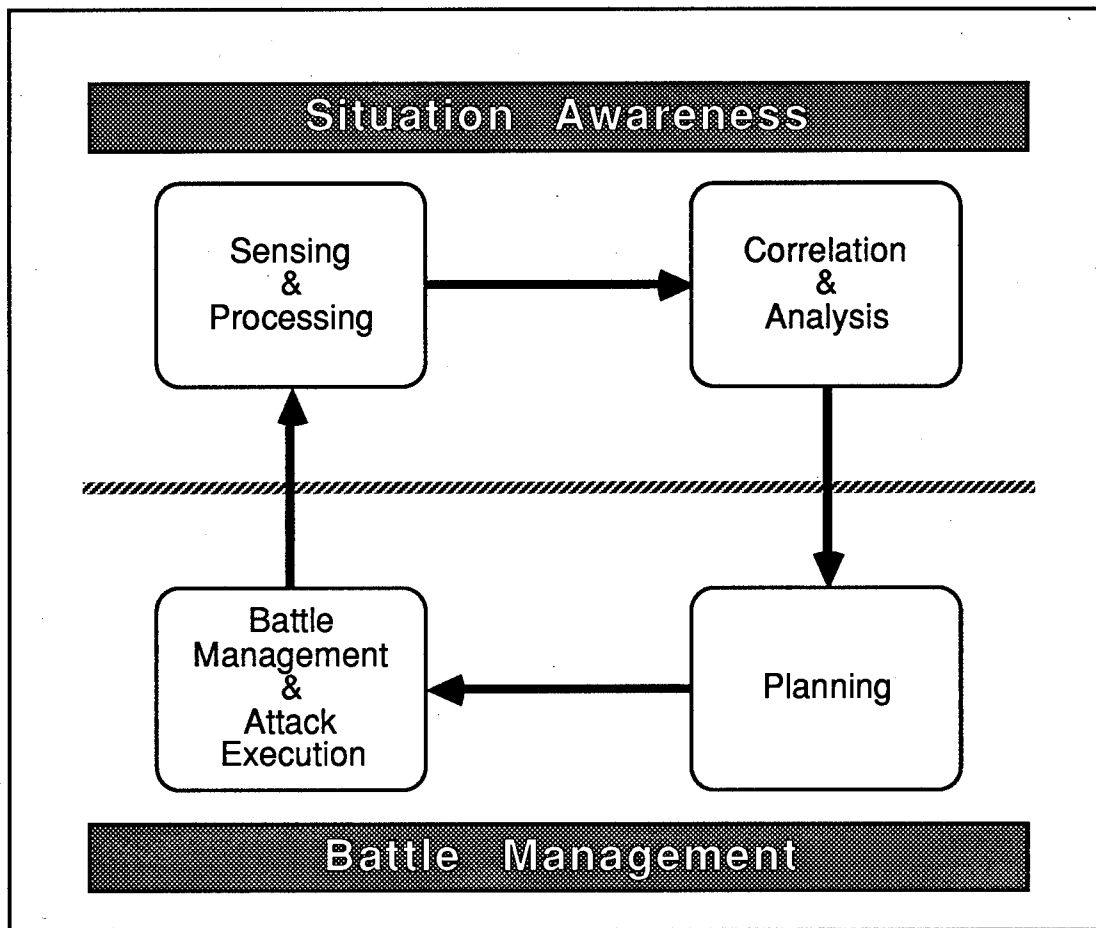 Situation Awareness
Sensing
&
Processing
Correlation
&
Analysis
Battle
Management
&
Attack
Execution
Planning
Battle Management